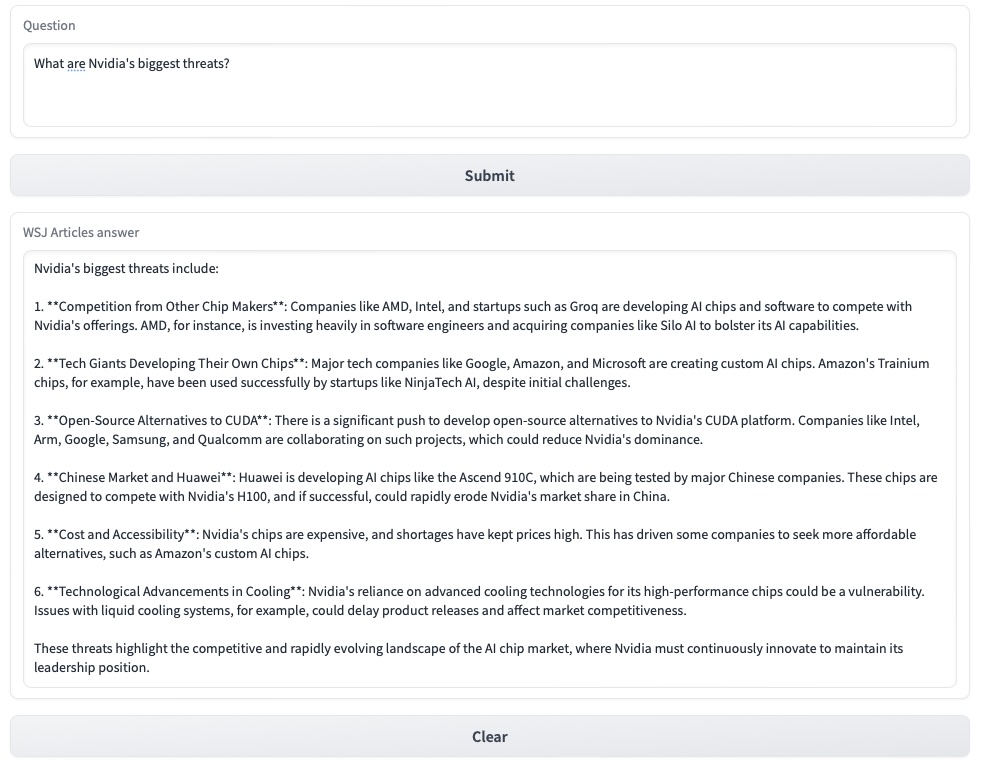 Question
What are Nvidia's biggest threats?
Submit
WSJ Articles answer
Nvidia's biggest threats include:
1. **Competition from Other Chip Makers**: Companies like AMD, Intel, and startups such as Groq are developing AI chips and software to compete with
Nvidia's offerings. AMD, for instance, is investing heavily in software engineers and acquiring companies like Silo AI to bolster its AI capabilities.
2. **Tech Giants Developing Their Own Chips**: Major tech companies like Google, Amazon, and Microsoft are creating custom AI chips. Amazon's Trainium
chips, for example, have been used successfully by startups like NinjaTech AI, despite initial challenges.
3. **Open-Source Alternatives to CUDA**: There is a significant push to develop open-source alternatives to Nvidia's CUDA platform. Companies like Intel,
Arm, Google, Samsung, and Qualcomm are collaborating on such projects, which could reduce Nvidia's dominance.
4. **Chinese Market and Huawei**: Huawei is developing AI chips like the Ascend 910C, which are being tested by major Chinese companies. These chips are
designed to compete with Nvidia's H100, and if successful, could rapidly erode Nvidia's market share in China.
5. **Cost and Accessibility**: Nvidia's chips are expensive, and shortages have kept prices high. This has driven some companies to seek more affordable
alternatives, such as Amazon's custom AI chips.
6. **Technological Advancements in Cooling**: Nvidia's reliance on advanced cooling technologies for its high-performance chips could be a vulnerability.
Issues with liquid cooling systems, for example, could delay product releases and affect market competitiveness.
These threats highlight the competitive and rapidly evolving landscape of the AI chip market, where Nvidia must continuously innovate to maintain its
leadership position.
Clear